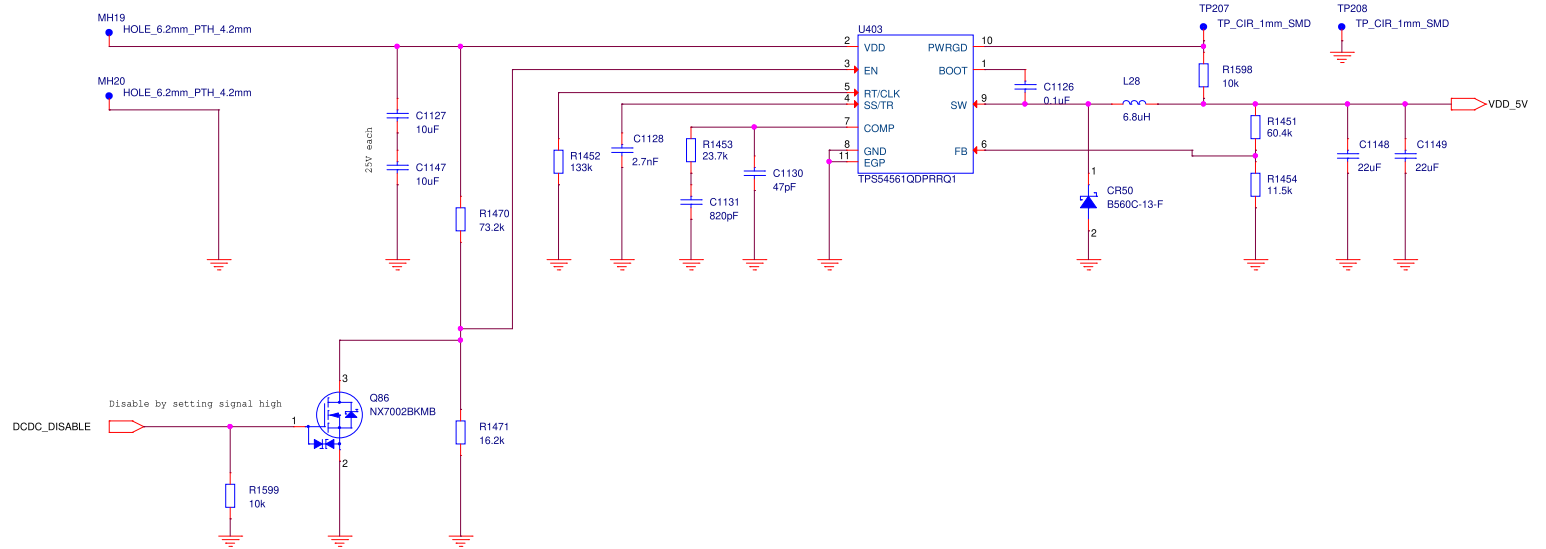 MH19
HOLE_6.2mm_PTH_4.2mm
MH20
HOLE_6.2mm_PTH_4.2mm
25V each
C1127
10uF
C1147
10uF
R1470
73.2k
R1471
16.2k
Disable by setting signal high
DCDC_DISABLE
R1599
10k
1
3
2
Q86
NX7002BKMB
R1452
133k
C1128
2.7nF
R1453
23.7k
C1131
820pF
C1130
47pF
U403
2 VDD
3 EN
5 RT/CLK
4 SS/TR
7 COMP
8 GND
11 EGP
PWRGD 10
BOOT 1
SW 9
FB 6
TPS54561QDPRRQ1
C1126
0.1uF
L28
6.8uH
1
CR50
B560C-13-F
2
TP207
TP_CIR_1mm_SMD
TP208
TP_CIR_1mm_SMD
R1598
10k
R1451
60.4k
R1454
11.5k
C1148
22uF
C1149
22uF
VDD_5V